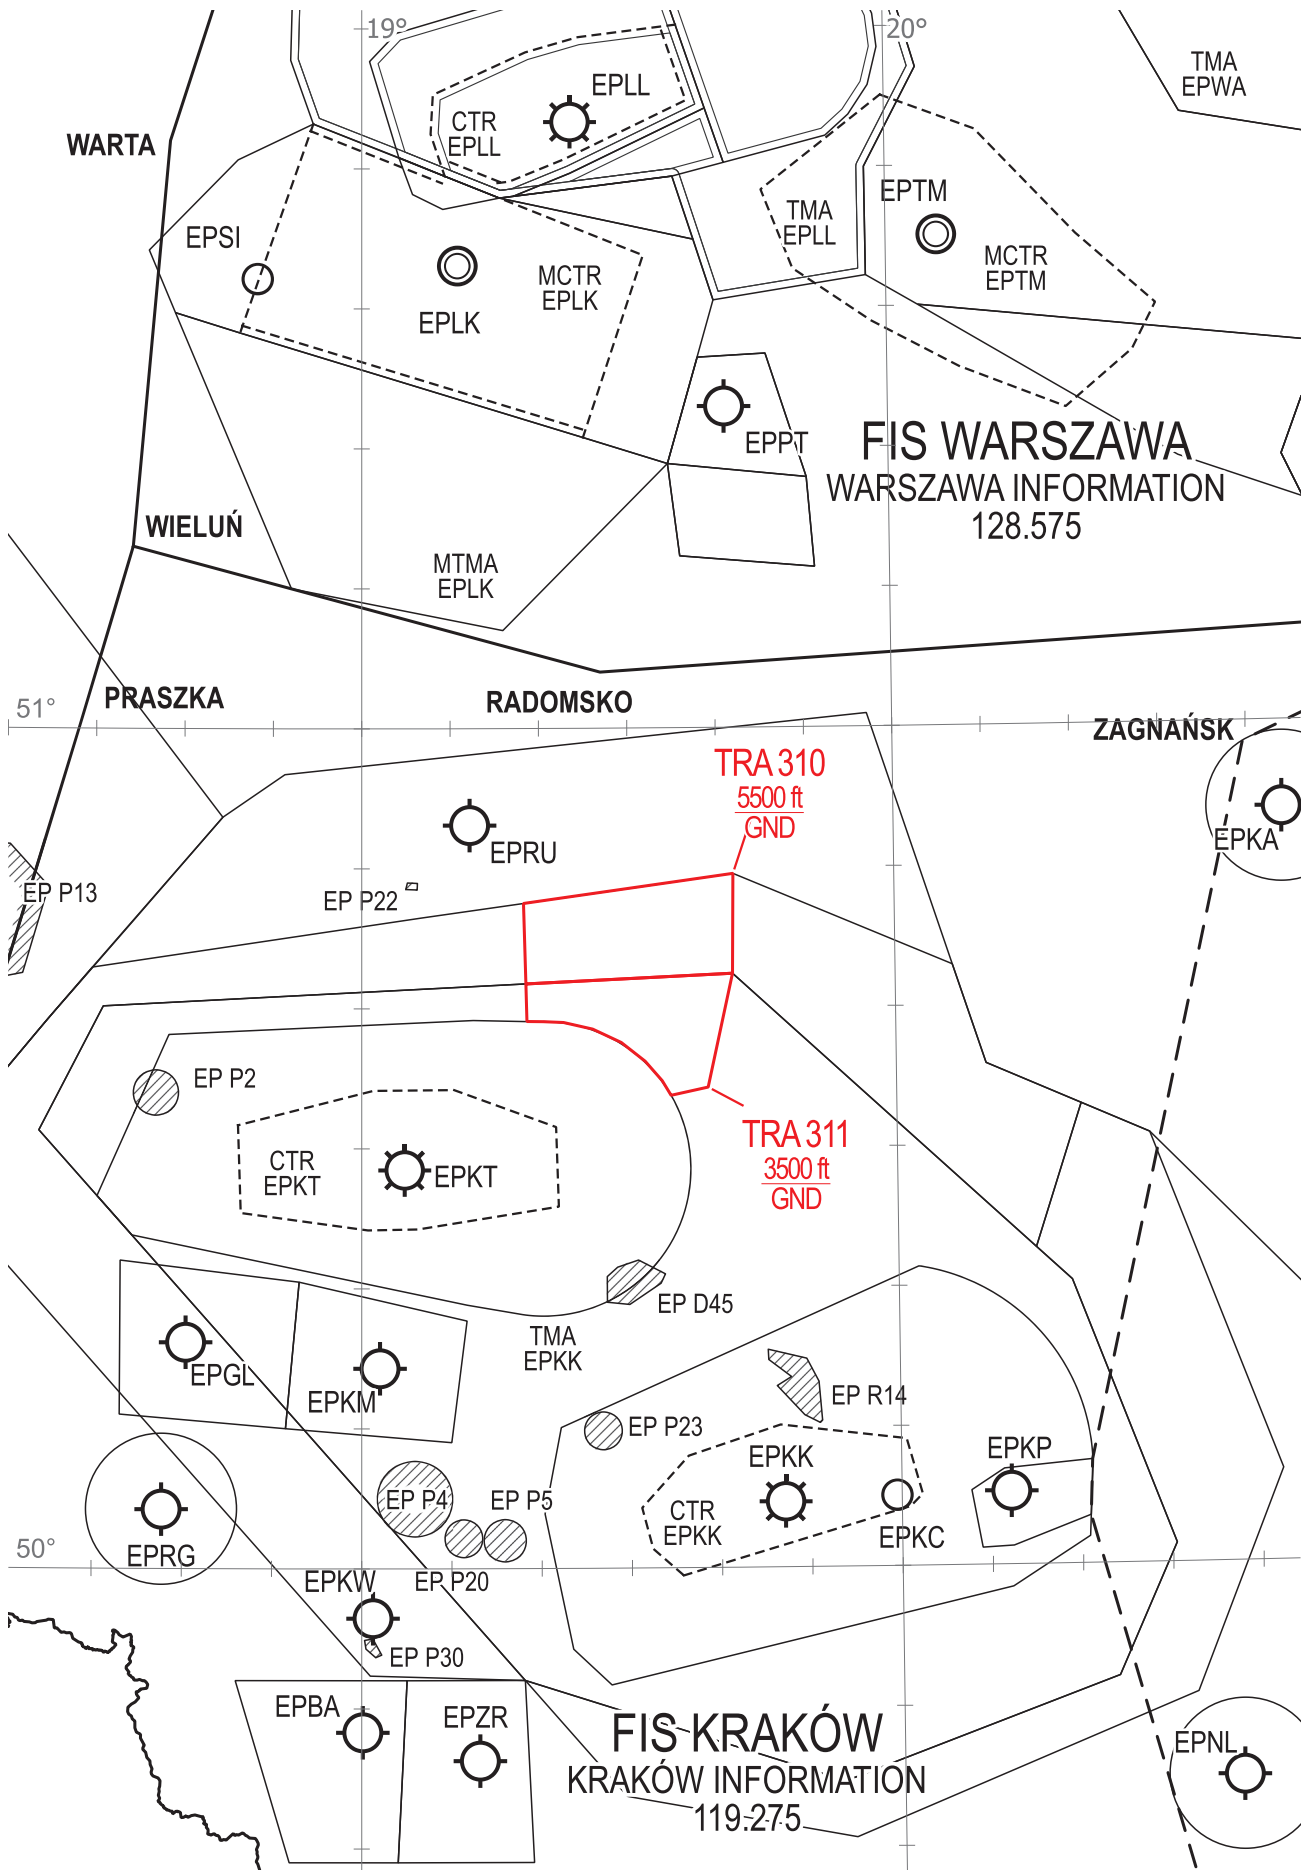 19°
20°
TMA
EPWA
EPLL
CTR
EPLL
WARTA
EPTM
TMA
EPLL
EPSI
MCTR
EPTM
MCTR
EPLK
EPLK
EPPT
FIS WARSZAWA
WARSZAWA INFORMATION
128.575
WIELUŃ
MTMA
EPLK
PRASZKA
RADOMSKO
51°
ZAGNAŃSK
TRA 310
5500 ft
GND
EPRU
EPKA
EP P13
EP P22
EP P2
TRA 311
3500 ft
GND
CTR
EPKT
EPKT
EP D45
TMA
EPKK
EPGL
EPKM
EP R14
EP P23
EPKK
EPKP
EP P4
EP P5
CTR
EPKK
EPKC
50°
EPRG
EPKW
EP P20
EP P30
EPBA
EPZR
FIS KRAKÓW
KRAKÓW INFORMATION
119.275
EPNL